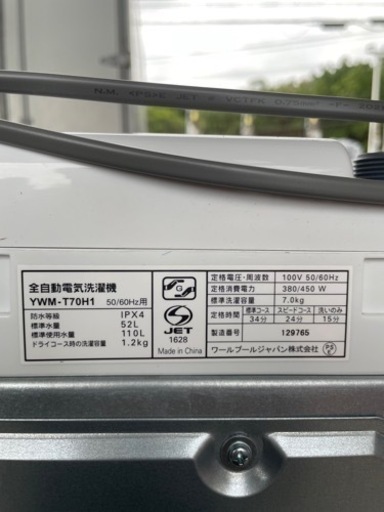 N.M. <PS>E JET
全自動電気洗濯機
YWM-T70H1 50/60Hz用
防水等級 IPX4
標準水量 52L
標準使用水量 110L
ドライコース時の洗濯容量 1.2kg
G
S
JET
1628
Made in China
定格電圧・周波数 100V 50/60Hz
定格消費電力 380/450 W
標準洗濯容量 7.0kg
定格時間 標準コース スピードコース 洗いのみ
34分 24分 15分
製造番号 129765
ワールプールジャパン株式会社
PS
E